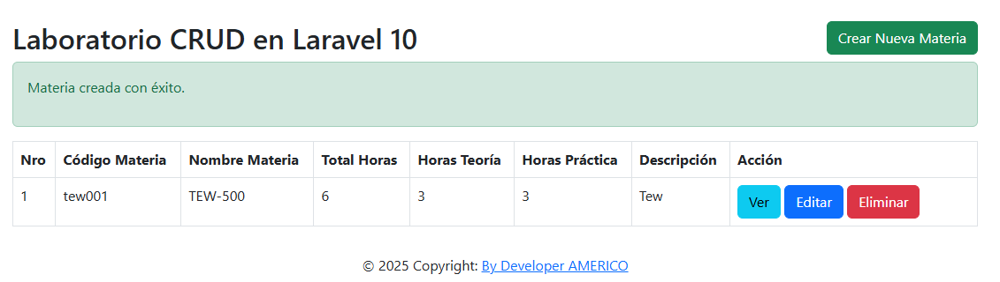 Laboratorio CRUD en Laravel 10
Crear Nueva Materia
Materia creada con éxito.
Nro Código Materia Nombre Materia Total Horas Horas Teoría Horas Práctica Descripción Acción
1 tew001 TEW-500 6 3 3 Tew Ver Editar Eliminar
© 2025 Copyright: By Developer AMERICO